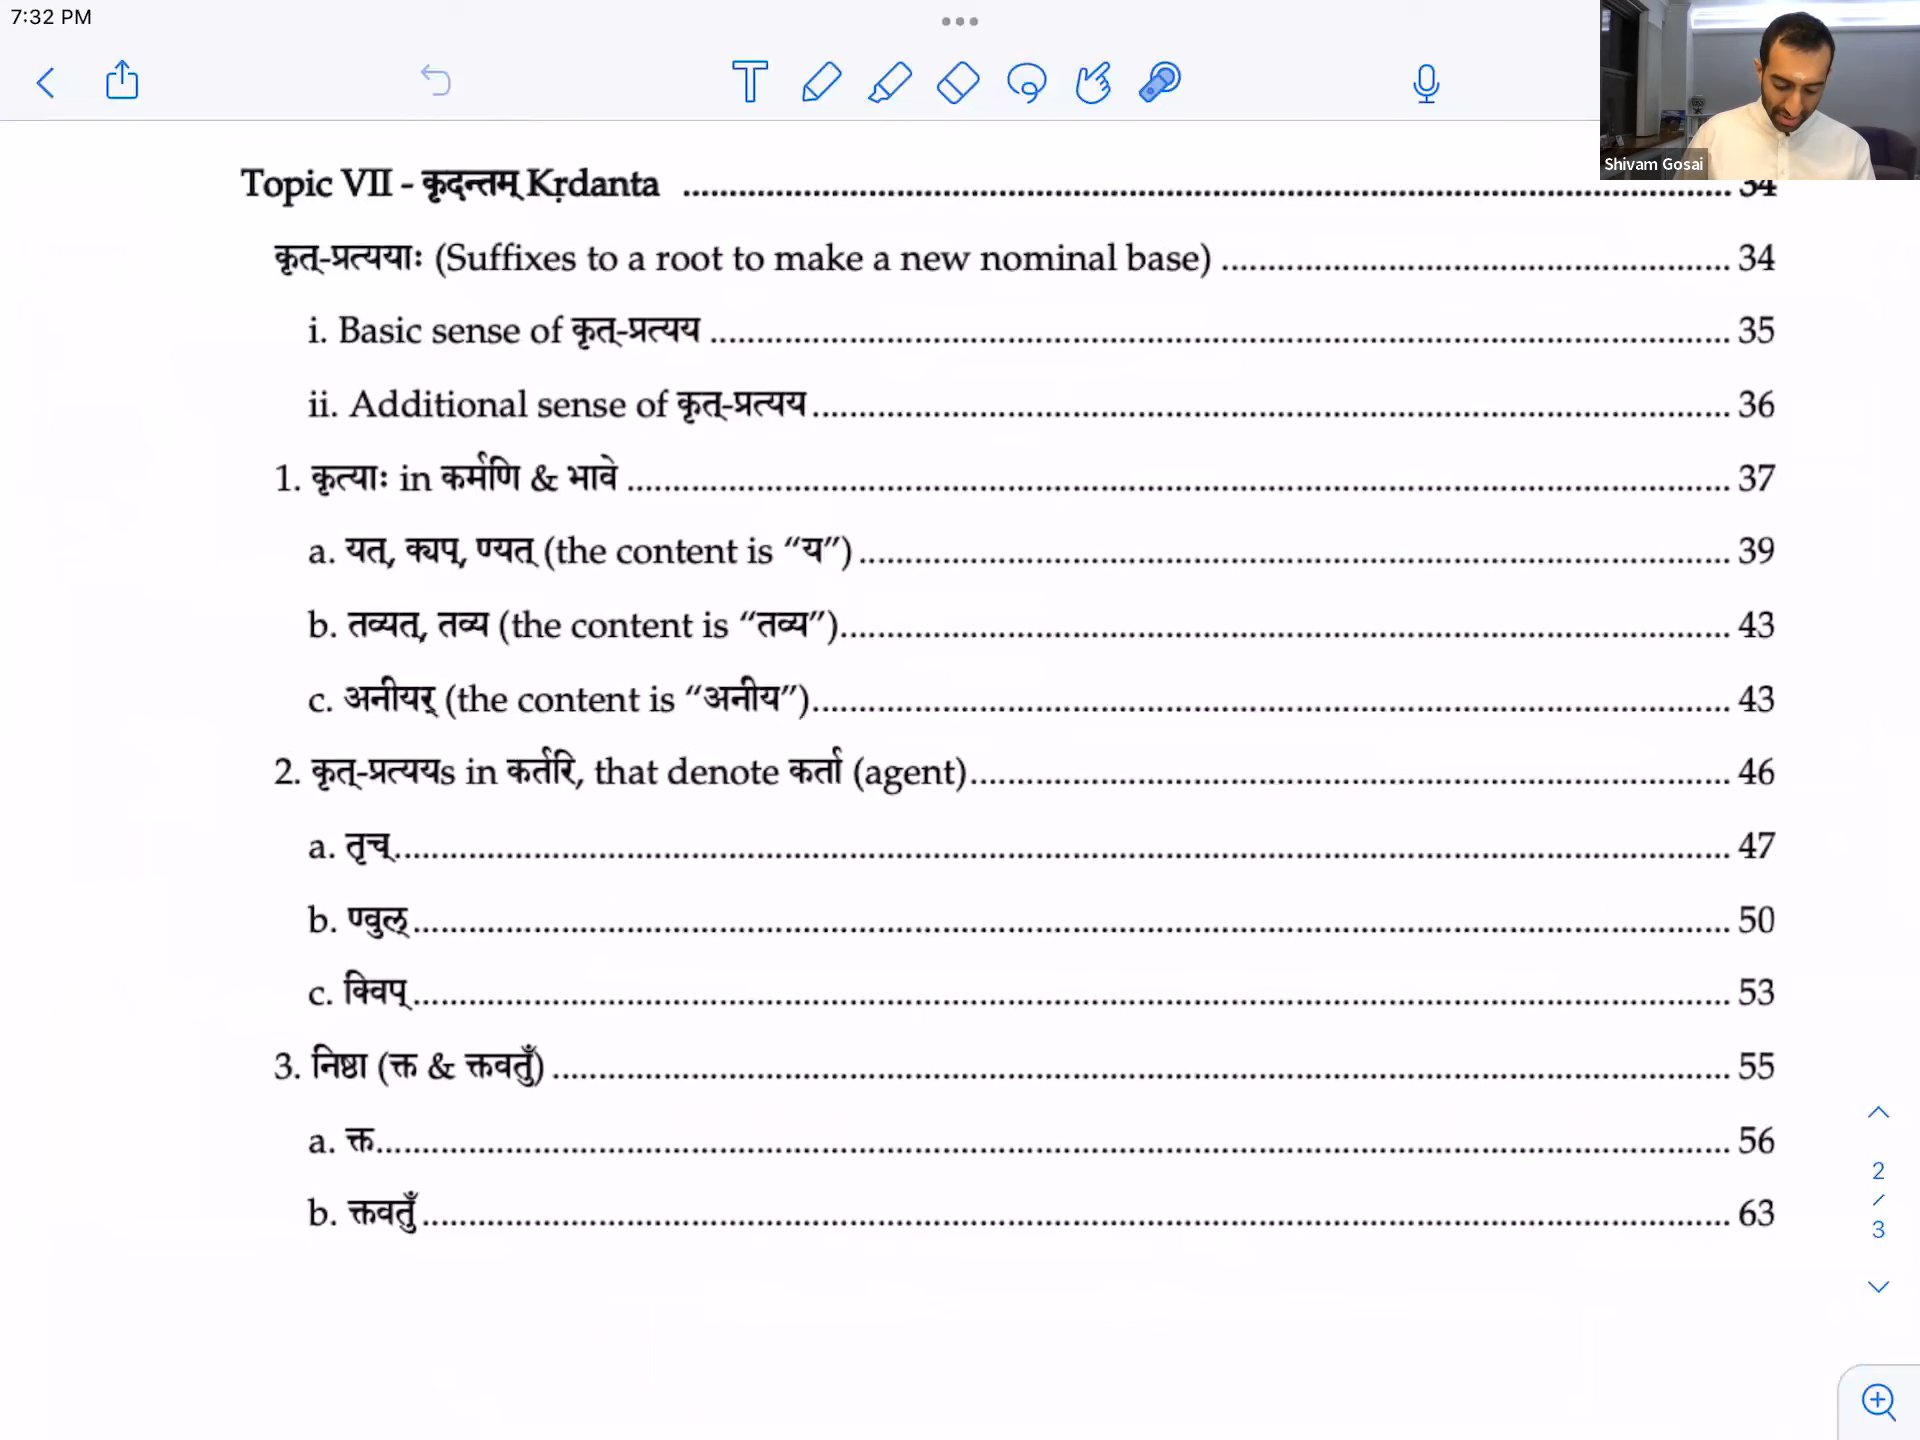 7:32 PM
Shivam Gosai
Topic VII - कृदन्तम् Kṛdanta ........ 34
कृत्-प्रत्ययाः (Suffixes to a root to make a new nominal base) ........ 34
i. Basic sense of कृत्-प्रत्यय ........ 35
ii. Additional sense of कृत्-प्रत्यय ........ 36
1. कृत्याः in कर्मणि & भावे ........ 37
a. यत्, क्यप्, ण्यत् (the content is “य”) ........ 39
b. तव्यत्, तव्य (the content is “तव्य”) ........ 43
c. अनीयर् (the content is “अनीय”) ........ 43
2. कृत्-प्रत्ययs in कर्तरि, that denote कर्ता (agent) ........ 46
a. तृच् ........ 47
b. ण्वुल् ........ 50
c. क्विप् ........ 53
3. निष्ठा (क्त & क्तवतुँ) ........ 55
a. क्त ........ 56
b. क्तवतुँ ........ 63
2
/
3